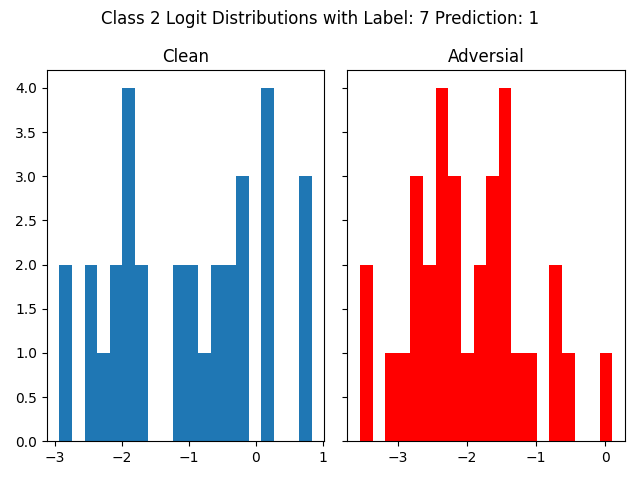 Class 2 Logit Distributions with Label: 7 Prediction: 1
Clean
Adversial
4.0
3.5
3.0
2.5
2.0
1.5
1.0
0.5
0.0
−3 −2 −1 0 1
−3 −2 −1 0